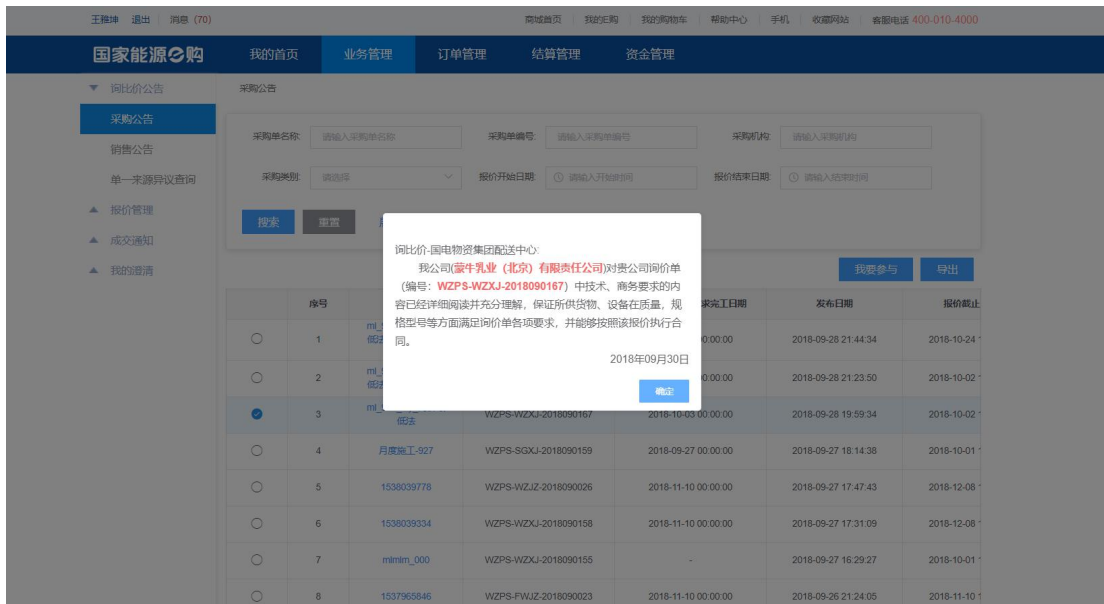 王雅坤 退出 消息 (70) 商城首页 我的E购 我的购物车 帮助中心 手机 收藏网站 客服电话 400-010-4000
国家能源e购 我的首页 业务管理 订单管理 结算管理 资金管理
询比价公告
采购公告
销售公告
单一来源异议查询
报价管理
成交通知
我的澄清
采购公告
采购单名称: 请输入采购单名称 采购单编号: 请输入采购单编号 采购机构: 请输入采购机构
采购类别: 请选择 报价开始日期: 请输入开始时间 报价结束日期: 请输入结束时间
搜索 重置
我要参与 导出
询比价-国电物资集团配送中心:
我公司(蒙牛乳业（北京）有限责任公司)对贵公司询价单
（编号：WZPS-WZXJ-2018090167）中技术、商务要求的内
容已经详细阅读并充分理解，保证所供货物、设备在质量，规
格型号等方面满足询价单各项要求，并能够按照该报价执行合
同。
2018年09月30日
确定
序号 求完工日期 发布日期 报价截止
1 ml_ 低法 0:00:00 2018-09-28 21:44:34 2018-10-24
2 ml_ 低法 0:00:00 2018-09-28 21:23:50 2018-10-02
3 ml_ 低法 WZPS-WZXJ-2018090167 2018-10-03 00:00:00 2018-09-28 19:59:34 2018-10-02
4 月度施工-927 WZPS-SGXJ-2018090159 2018-09-27 00:00:00 2018-09-27 18:14:38 2018-10-01
5 1538039778 WZPS-WZJZ-2018090026 2018-11-10 00:00:00 2018-09-27 17:47:43 2018-12-08
6 1538039334 WZPS-WZXJ-2018090158 2018-11-10 00:00:00 2018-09-27 17:31:09 2018-12-08
7 mlmlm_000 WZPS-WZXJ-2018090155 - 2018-09-27 16:29:27 2018-10-01
8 1537965846 WZPS-FWJZ-2018090023 2018-11-10 00:00:00 2018-09-26 21:24:05 2018-11-10